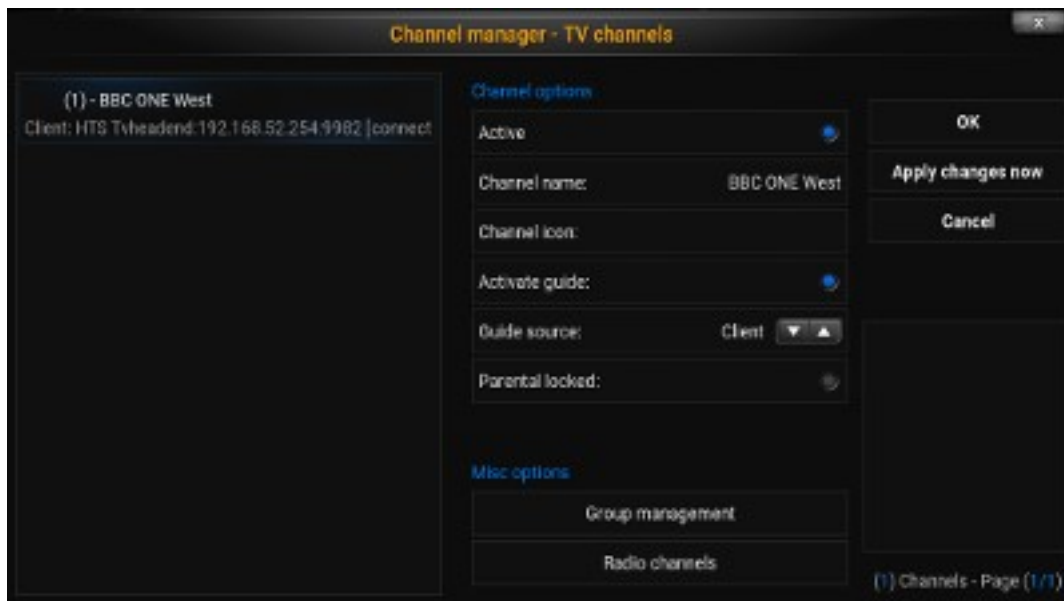 Channel manager - TV channels
x
(1) - BBC ONE West
Client: HTS Tvheadend:192.168.52.254:9982 [connect
Channel options
Active
Channel name: BBC ONE West
Channel icon:
Activate guide:
Guide source: Client
Parental locked:
Misc options
Group management
Radio channels
OK
Apply changes now
Cancel
(1) Channels - Page (1/1)